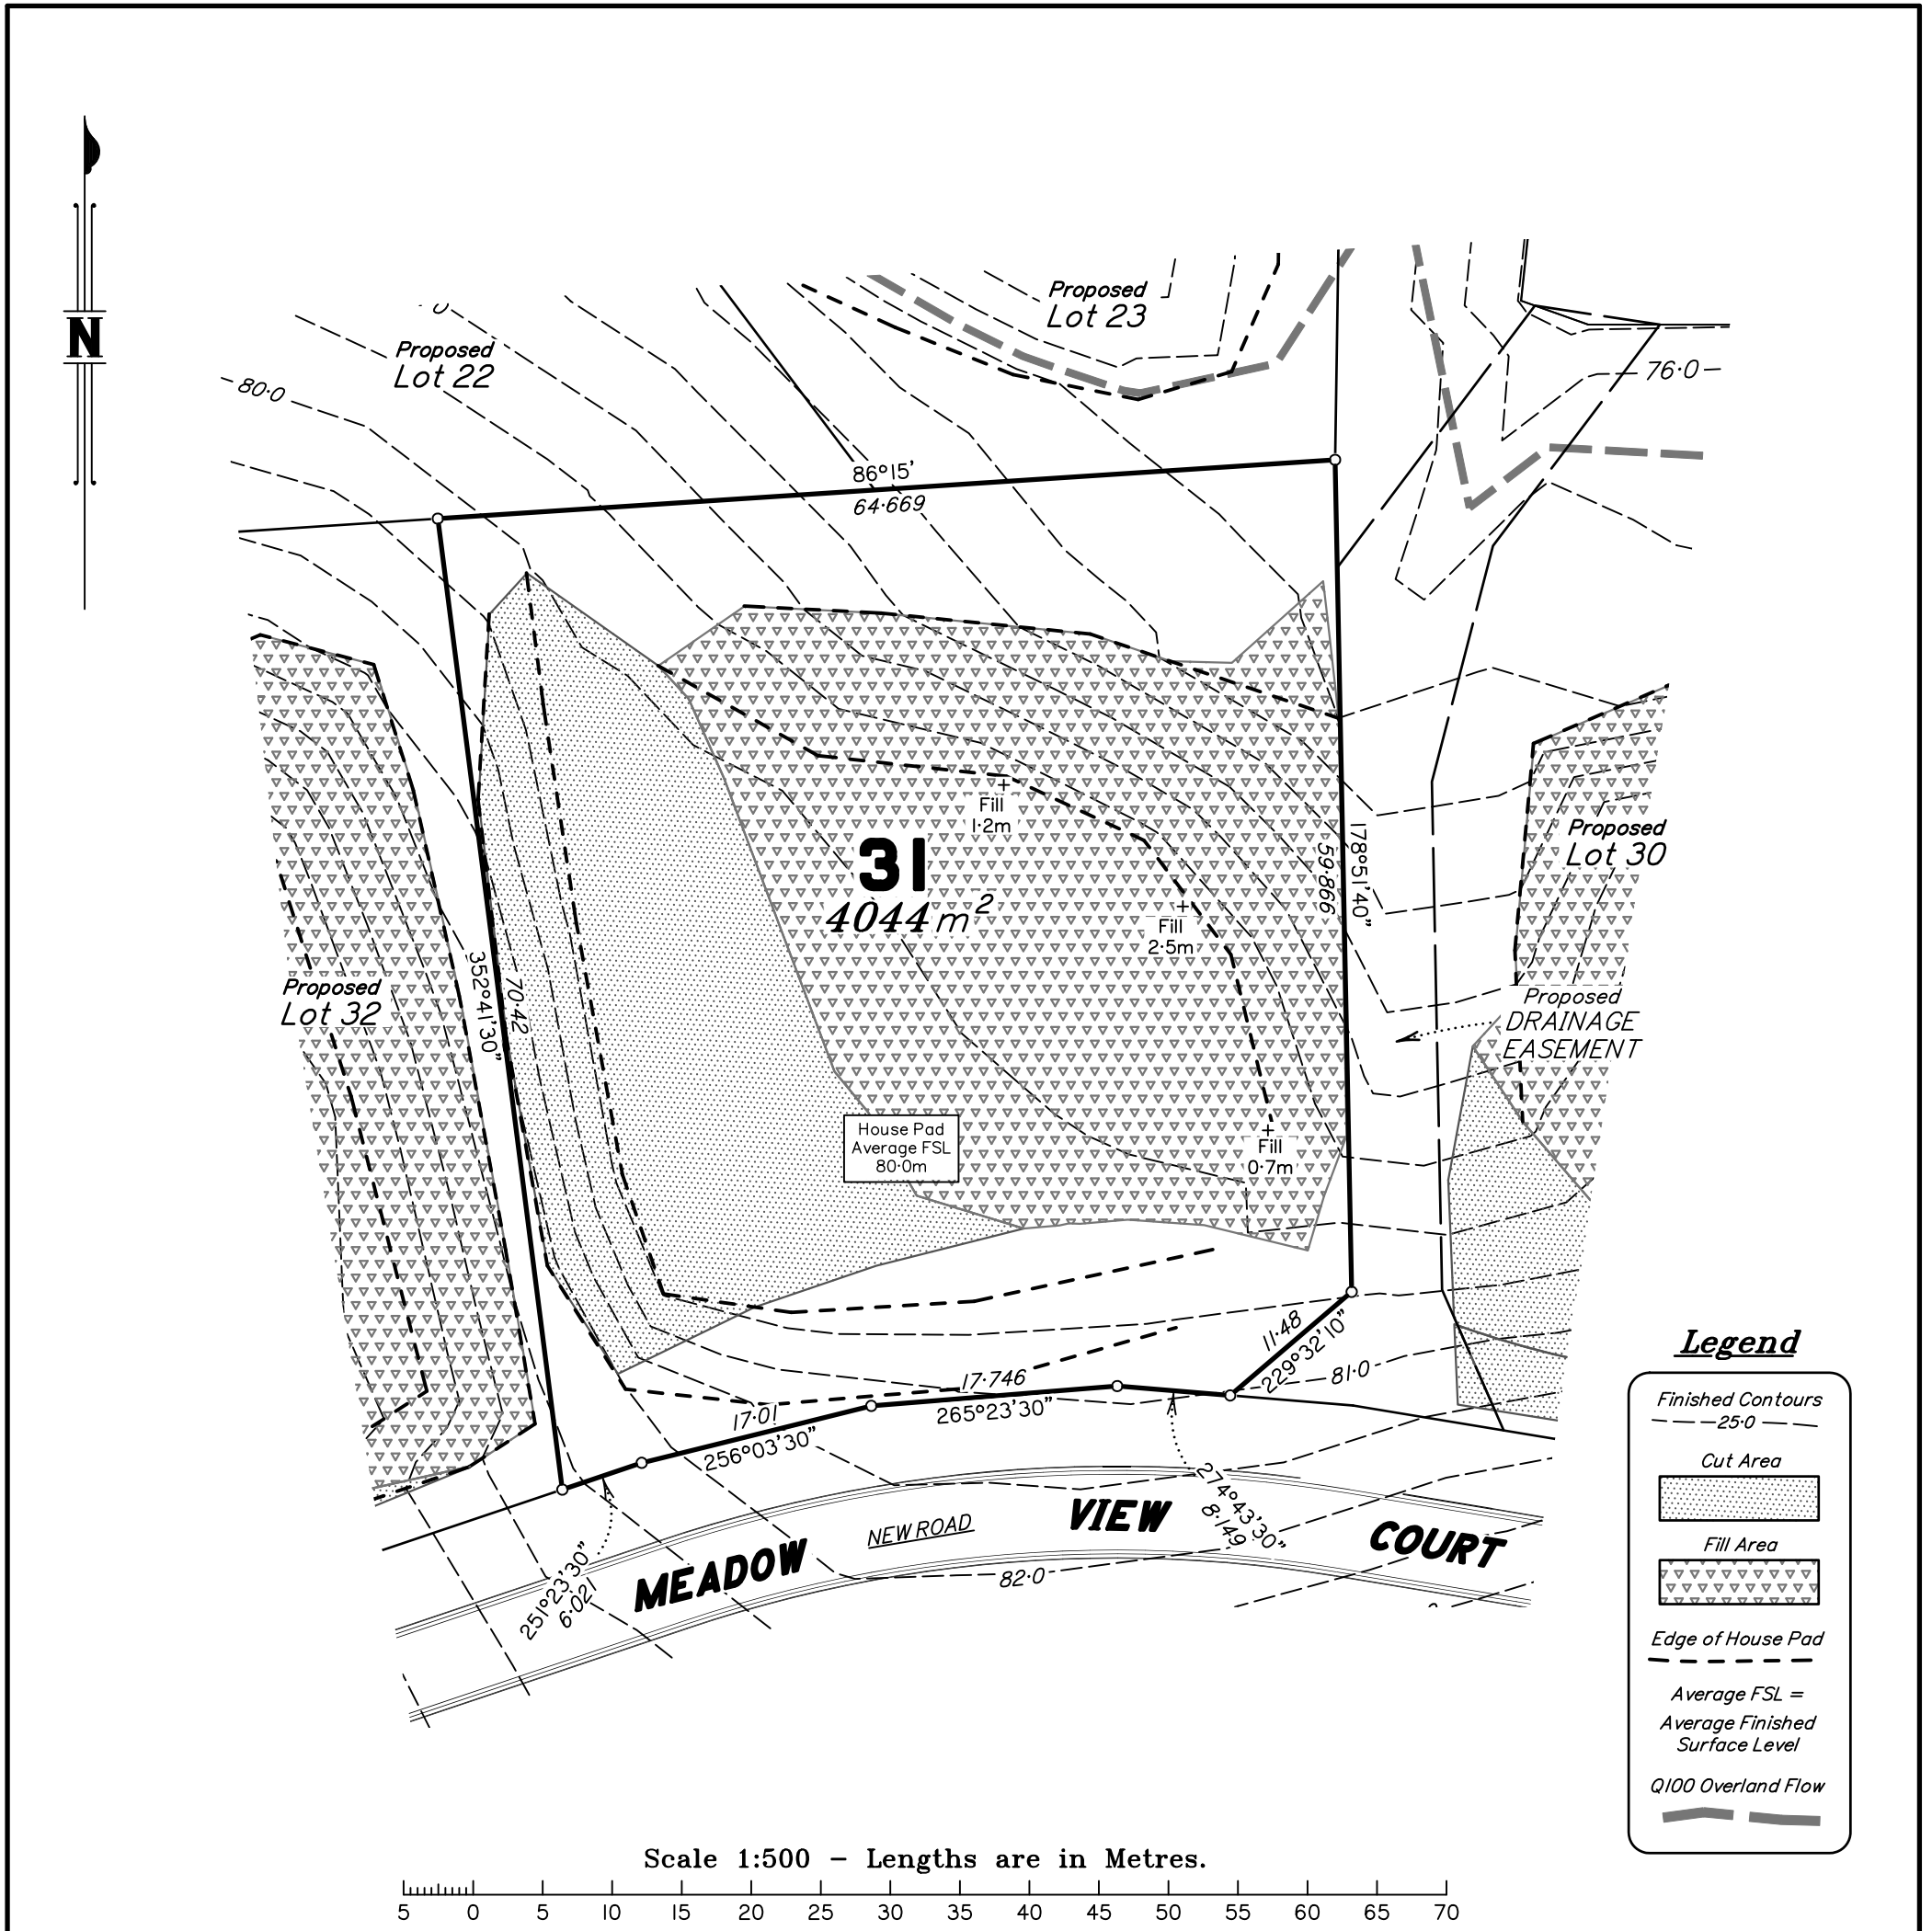 N
Proposed
Lot 23
Proposed
Lot 22
80·0
76·0
86°15'
64·669
Proposed
Lot 30
Fill
1·2m
31
4044 m²
59·866
178°51'40"
Fill
2·5m
352°41'30"
70·42
Proposed
Lot 32
Proposed
DRAINAGE
EASEMENT
House Pad
Average FSL
80·0m
Fill
0·7m
11·48
229°32'10"
81·0
17·746
265°23'30"
17·01
256°03'30"
274°43'30"
8·149
251°23'30"
6·02
MEADOW VIEW COURT
NEW ROAD
82·0
Legend
Finished Contours
25·0
Cut Area
Fill Area
Edge of House Pad
Average FSL =
Average Finished
Surface Level
Q100 Overland Flow
Scale 1:500 – Lengths are in Metres.
5 0 5 10 15 20 25 30 35 40 45 50 55 60 65 70